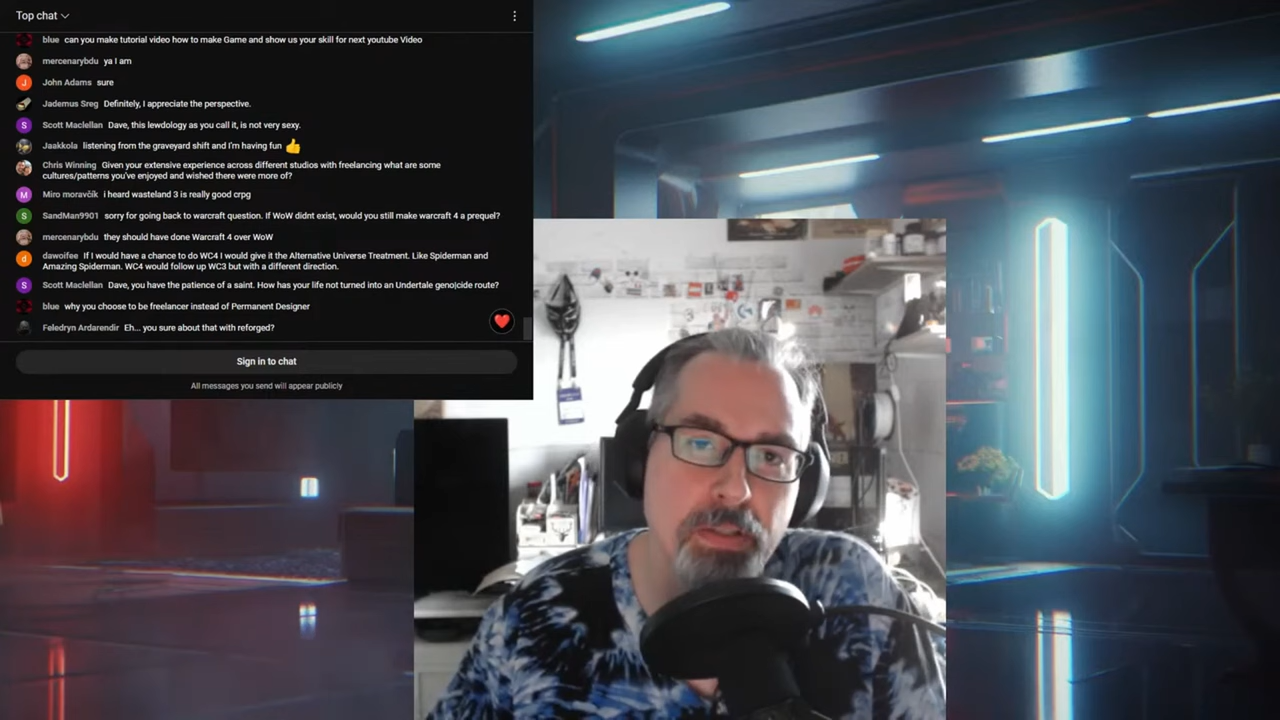 Top chat
blue can you make tutorial video how to make Game and show us your skill for next youtube Video
mercenarybdu ya I am
J John Adams sure
Jademus Sreg Definitely, I appreciate the perspective.
S Scott Maclellan Dave, this lewdology as you call it, is not very sexy.
Jaakkola listening from the graveyard shift and I'm having fun 👍
Chris Winning Given your extensive experience across different studios with freelancing what are some
cultures/patterns you've enjoyed and wished there were more of?
M Miro moravčík i heard wasteland 3 is really good crpg
S SandMan9901 sorry for going back to warcraft question. If WoW didnt exist, would you still make warcraft 4 a prequel?
mercenarybdu they should have done Warcraft 4 over WoW
d dawoifee If I would have a chance to do WC4 I would give it the Alternative Universe Treatment. Like Spiderman and
Amazing Spiderman. WC4 would follow up WC3 but with a different direction.
S Scott Maclellan Dave, you have the patience of a saint. How has your life not turned into an Undertale geno|cide route?
blue why you choose to be freelancer instead of Permanent Designer
Feledryn Ardarendir Eh... you sure about that with reforged?
Sign in to chat
All messages you send will appear publicly